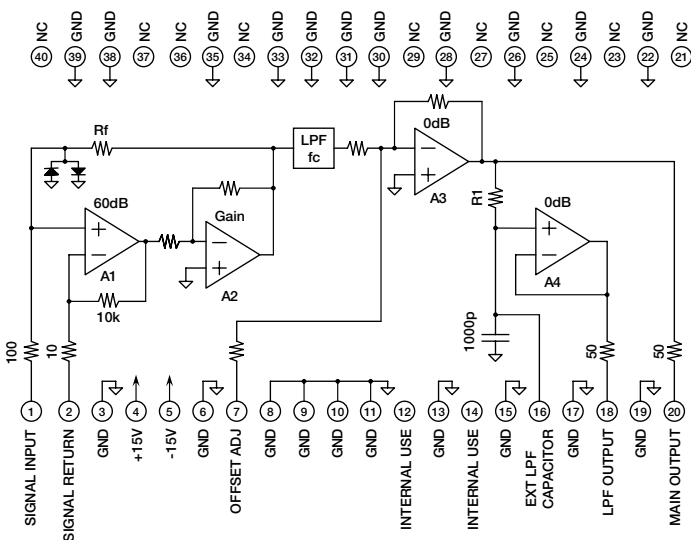 NC GND GND NC NC GND NC GND GND GND GND NC GND NC GND NC GND NC GND NC
40 39 38 37 36 35 34 33 32 31 30 29 28 27 26 25 24 23 22 21
Rf
LPF
fc
0dB
A3
60dB
A1
Gain
A2
R1
0dB
A4
10k
100
10
1000p
50
50
1 2 3 4 5 6 7 8 9 10 11 12 13 14 15 16 17 18 19 20
SIGNAL INPUT
SIGNAL RETURN
GND
+15V
-15V
GND
OFFSET ADJ
GND
GND
GND
GND
INTERNAL USE
GND
INTERNAL USE
GND
EXT LPF
CAPACITOR
GND
LPF OUTPUT
GND
MAIN OUTPUT